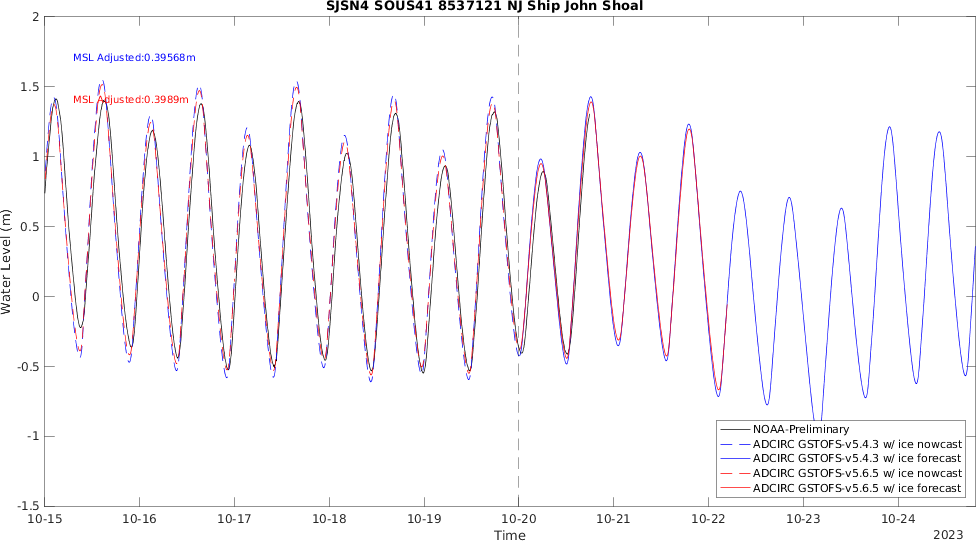 SJSN4 SOUS41 8537121 NJ Ship John Shoal
2
1.5
1
0.5
0
-0.5
-1
-1.5
Water Level (m)
MSL Adjusted:0.39568m
MSL Adjusted:0.3989m
NOAA-Preliminary
ADCIRC GSTOFS-v5.4.3 w/ ice nowcast
ADCIRC GSTOFS-v5.4.3 w/ ice forecast
ADCIRC GSTOFS-v5.6.5 w/ ice nowcast
ADCIRC GSTOFS-v5.6.5 w/ ice forecast
10-15 10-16 10-17 10-18 10-19 10-20 10-21 10-22 10-23 10-24
Time
2023